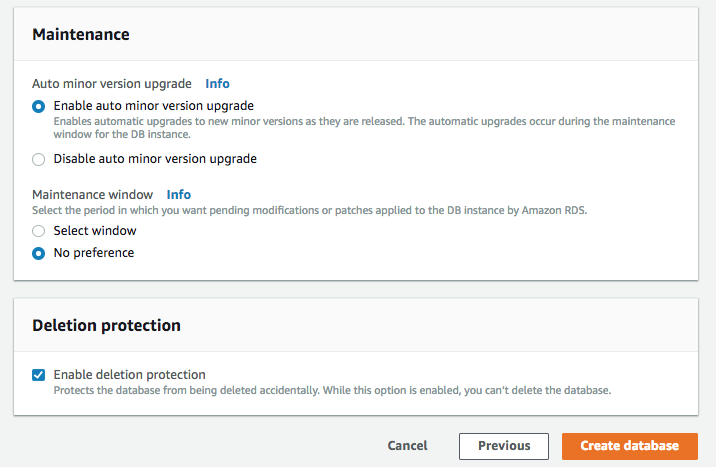 Maintenance
Auto minor version upgrade Info
Enable auto minor version upgrade
Enables automatic upgrades to new minor versions as they are released. The automatic upgrades occur during the maintenance
window for the DB instance.
Disable auto minor version upgrade
Maintenance window Info
Select the period in which you want pending modifications or patches applied to the DB instance by Amazon RDS.
Select window
No preference
Deletion protection
Enable deletion protection
Protects the database from being deleted accidentally. While this option is enabled, you can't delete the database.
Cancel Previous Create database